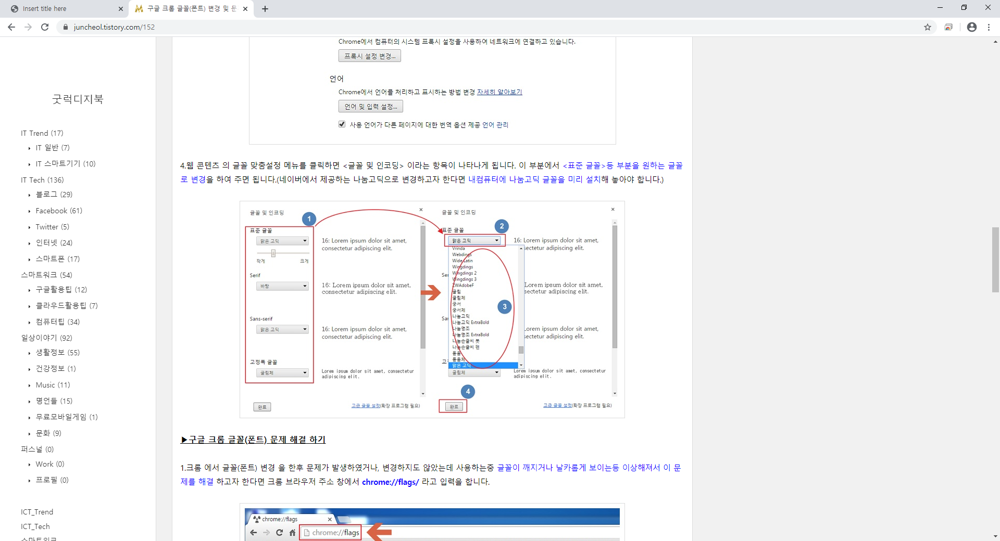 Insert title here
구글 크롬 글꼴(폰트) 변경 및 문
juncheol.tistory.com/152
굿럭디지북
IT Trend (17)
IT 일반 (7)
IT 스마트기기 (10)
IT Tech (136)
블로그 (29)
Facebook (61)
Twitter (5)
인터넷 (24)
스마트폰 (17)
스마트워크 (54)
구글활용팁 (12)
클라우드활용팁 (7)
컴퓨터팁 (34)
일상이야기 (92)
생활정보 (55)
건강정보 (1)
Music (11)
명언들 (15)
무료모바일게임 (1)
문화 (9)
퍼스널 (0)
Work (0)
프로필 (0)
ICT_Trend
ICT_Tech
스마트워크
Chrome에서 컴퓨터의 시스템 프록시 설정을 사용하여 네트워크에 연결하고 있습니다.
프록시 설정 변경...
언어
Chrome에서 언어를 처리하고 표시하는 방법 변경 자세히 알아보기
언어 및 입력 설정...
사용 언어가 다른 페이지에 대한 번역 옵션 제공 언어 관리
4.웹 콘텐츠 의 글꼴 맞춤설정 메뉴를 클릭하면 <글꼴 및 인코딩> 이라는 항목이 나타나게 됩니다. 이 부분에서 <표준 글꼴>등 부분을 원하는 글꼴
로 변경을 하여 주면 됩니다.(네이버에서 제공하는 나눔고딕으로 변경하고자 한다면 내컴퓨터에 나눔고딕 글꼴을 미리 설치해 놓아야 합니다.)
글꼴 및 인코딩
1
표준 글꼴
맑은 고딕
작게 크게
16: Lorem ipsum dolor sit amet,
consectetur adipiscing elit.
Serif
바탕
16: Lorem ipsum dolor sit amet,
consectetur adipiscing elit.
Sans-serif
맑은 고딕
16: Lorem ipsum dolor sit amet,
consectetur adipiscing elit.
고정폭 글꼴
굴림체
Lorem ipsum dolor sit amet, consectetur
adipiscing elit.
완료
고급 글꼴 설정(확장 프로그램 필요)
글꼴 및 인코딩
2
표준 글꼴
맑은 고딕
16: Lorem ipsum dolor sit amet,
sectetur adipiscing elit.
Vrinda
Webdings
Wide Latin
Wingdings
Wingdings 2
Wingdings 3
ZWAdobeF
굴림
굴림체
궁서
궁서체
나눔고딕
나눔고딕 ExtraBold
나눔명조
나눔명조 ExtraBold
나눔손글씨 붓
나눔손글씨 펜
돋움
돋움체
맑은 고딕
3
Ser
Lorem ipsum dolor sit amet,
sectetur adipiscing elit.
Sa
Lorem ipsum dolor sit amet,
sectetur adipiscing elit.
고
굴림체
Lorem ipsum dolor sit amet, consectetur
adipiscing elit.
4
완료
고급 글꼴 설정(확장 프로그램 필요)
▶구글 크롬 글꼴(폰트) 문제 해결 하기
1.크롬 에서 글꼴(폰트) 변경 을 한후 문제가 발생하였거나, 변경하지도 않았는데 사용하는중 글꼴이 깨지거나 날카롭게 보이는등 이상해져서 이 문
제를 해결 하고자 한다면 크롬 브라우저 주소 창에서 chrome://flags/ 라고 입력을 합니다.
chrome://flags
chrome://flags